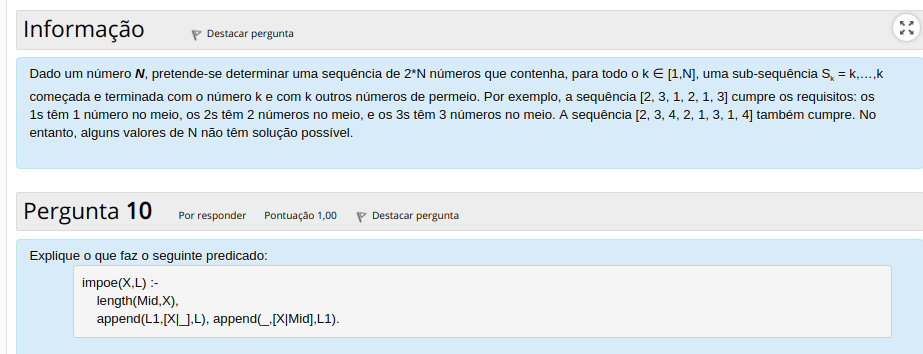 Informação
Destacar pergunta
Dado um número N, pretende-se determinar uma sequência de 2*N números que contenha, para todo o k ∈ [1,N], uma sub-sequência Sk = k,...,k
começada e terminada com o número k e com k outros números de permeio. Por exemplo, a sequência [2, 3, 1, 2, 1, 3] cumpre os requisitos: os
1s têm 1 número no meio, os 2s têm 2 números no meio, e os 3s têm 3 números no meio. A sequência [2, 3, 4, 2, 1, 3, 1, 4] também cumpre. No
entanto, alguns valores de N não têm solução possível.
Pergunta 10
Por responder
Pontuação 1,00
Destacar pergunta
Explique o que faz o seguinte predicado:
impoe(X,L) :-
length(Mid,X),
append(L1,[X|_],L), append(_,[X|Mid],L1).